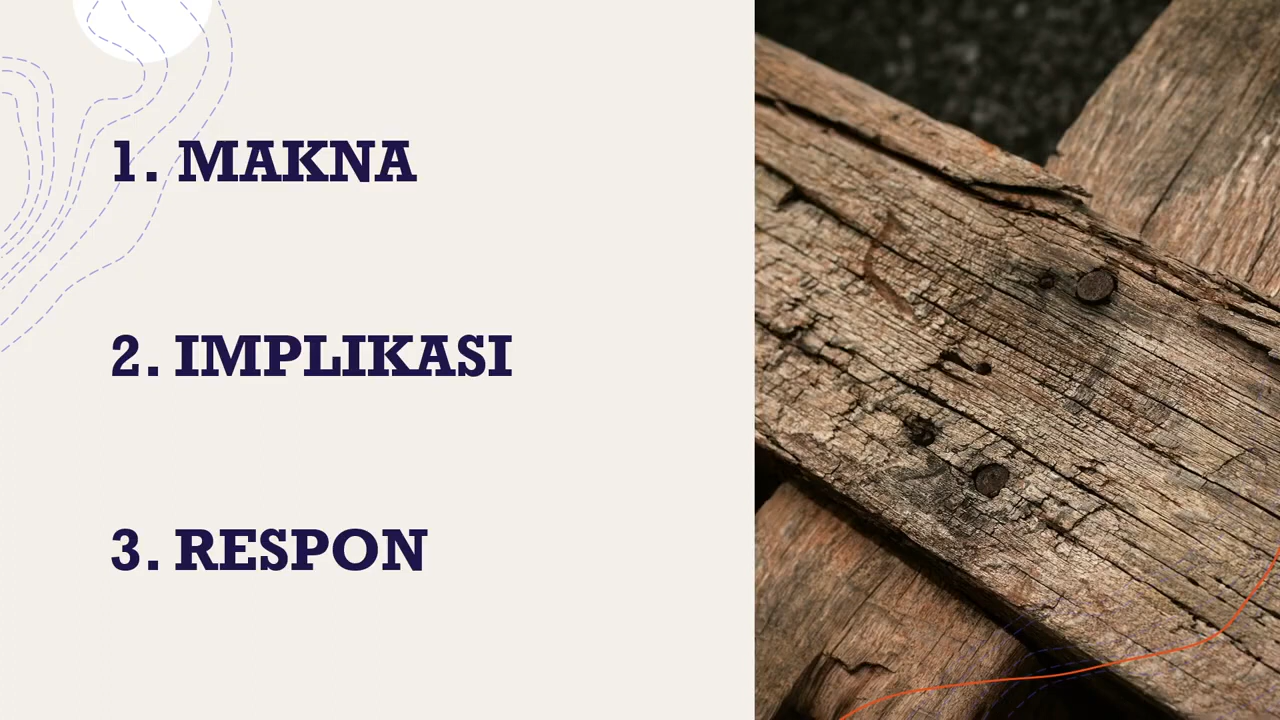 1. MAKNA
2. IMPLIKASI
3. RESPON